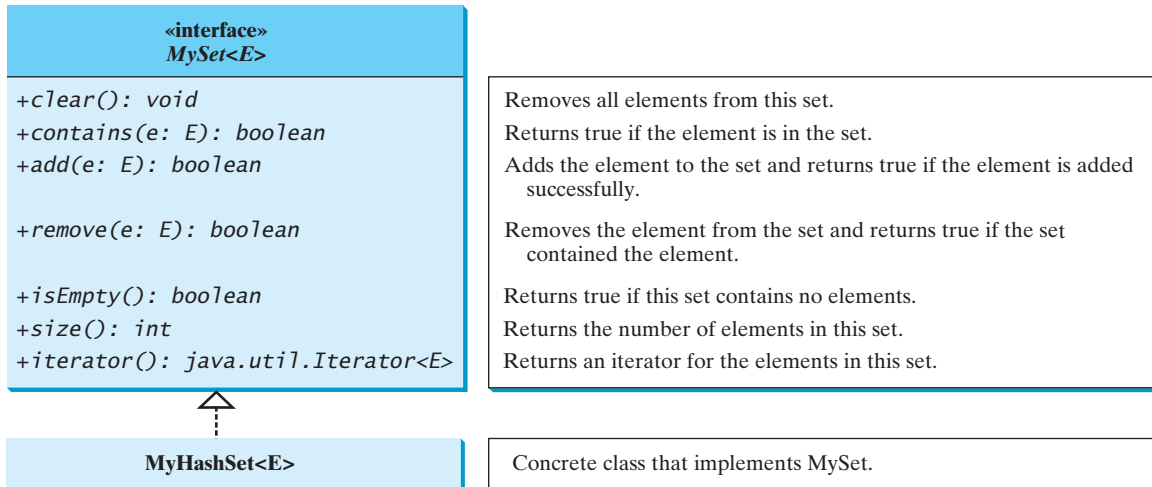 «interface»
MySet<E>
+clear(): void
Removes all elements from this set.
+contains(e: E): boolean
Returns true if the element is in the set.
+add(e: E): boolean
Adds the element to the set and returns true if the element is added
successfully.
+remove(e: E): boolean
Removes the element from the set and returns true if the set
contained the element.
+isEmpty(): boolean
Returns true if this set contains no elements.
+size(): int
Returns the number of elements in this set.
+iterator(): java.util.Iterator<E>
Returns an iterator for the elements in this set.
MyHashSet<E>
Concrete class that implements MySet.